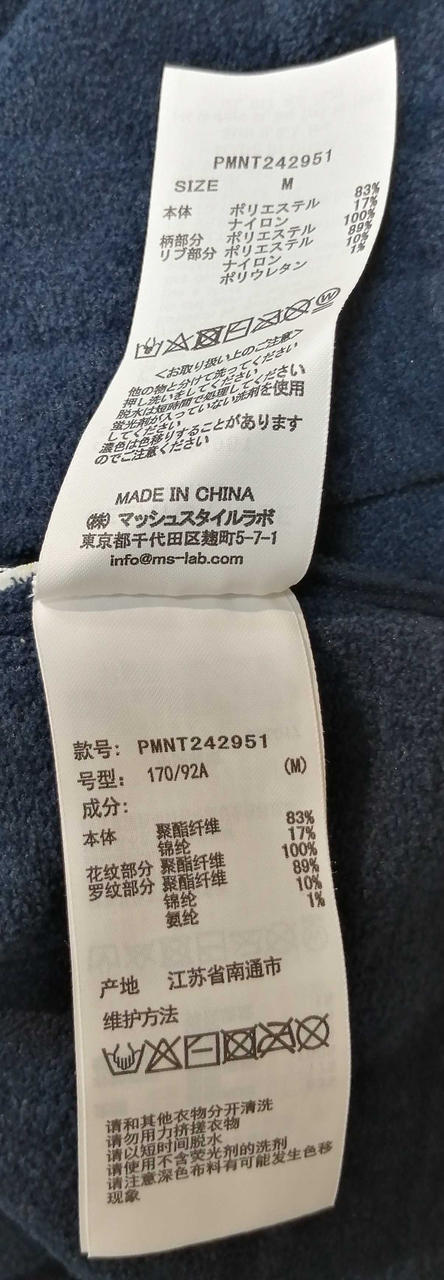 PMNT242951
SIZE M
本体 ポリエステル 83%
ナイロン 17%
柄部分 ポリエステル 100%
リブ部分 ポリエステル 89%
ナイロン 10%
ポリウレタン 1%
<お取り扱い上のご注意>
他の物と分けて洗ってください
押し洗いをしてください
脱水は短時間で処理してください
蛍光剤が入っていない洗剤を使用
してください
濃色は色移りすることがあります
のでご注意ください
MADE IN CHINA
(株) マッシュスタイルラボ
東京都千代田区麹町5-7-1
info@ms-lab.com
款号: PMNT242951
号型: 170/92A (M)
成分:
本体 聚酯纤维 83%
锦纶 17%
花纹部分 聚酯纤维 100%
罗纹部分 聚酯纤维 89%
锦纶 10%
氨纶 1%
产地 江苏省南通市
维护方法
请和其他衣物分开清洗
请勿用力挤搓衣物
请以短时间脱水
请使用不含荧光剂的洗剂
请注意深色布料有可能发生色移
现象